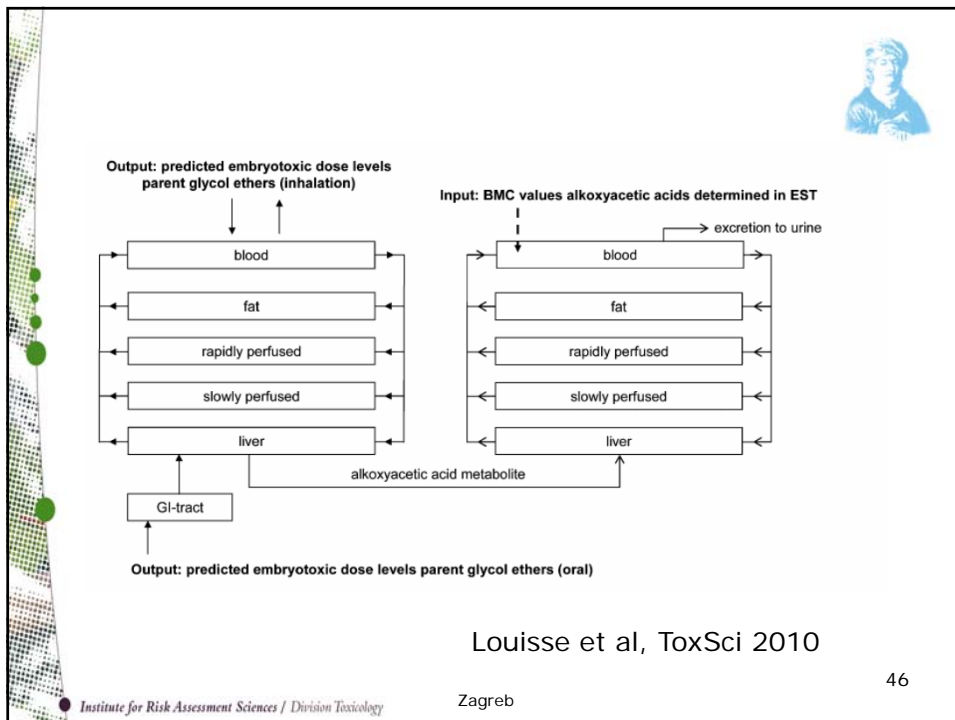 Output: predicted embryotoxic dose levels
parent glycol ethers (inhalation)
blood
fat
rapidly perfused
slowly perfused
liver
GI-tract
Output: predicted embryotoxic dose levels parent glycol ethers (oral)
alkoxyacetic acid metabolite
Input: BMC values alkoxyacetic acids determined in EST
excretion to urine
blood
fat
rapidly perfused
slowly perfused
liver
Louisse et al, ToxSci 2010
Institute for Risk Assessment Sciences / Division Toxicology
Zagreb
46